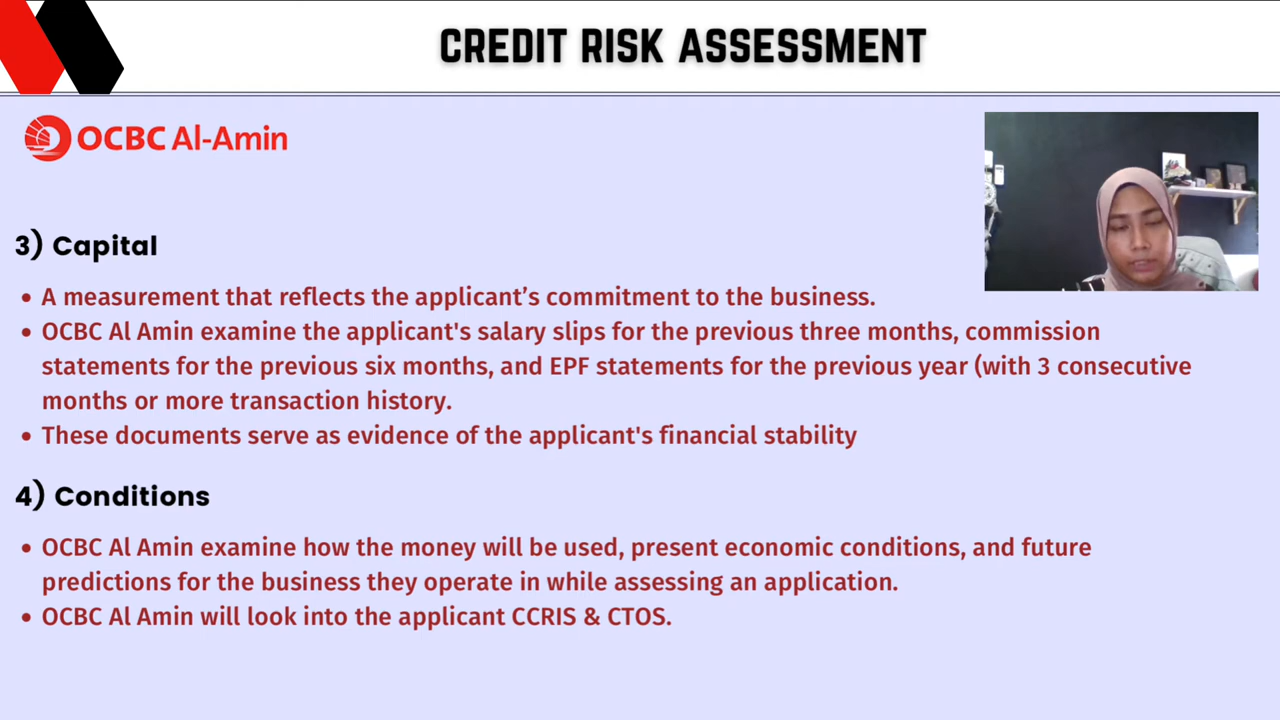 CREDIT RISK ASSESSMENT
OCBC Al-Amin
3) Capital
• A measurement that reflects the applicant’s commitment to the business.
• OCBC Al Amin examine the applicant's salary slips for the previous three months, commission
statements for the previous six months, and EPF statements for the previous year (with 3 consecutive
months or more transaction history.
• These documents serve as evidence of the applicant's financial stability
4) Conditions
• OCBC Al Amin examine how the money will be used, present economic conditions, and future
predictions for the business they operate in while assessing an application.
• OCBC Al Amin will look into the applicant CCRIS & CTOS.